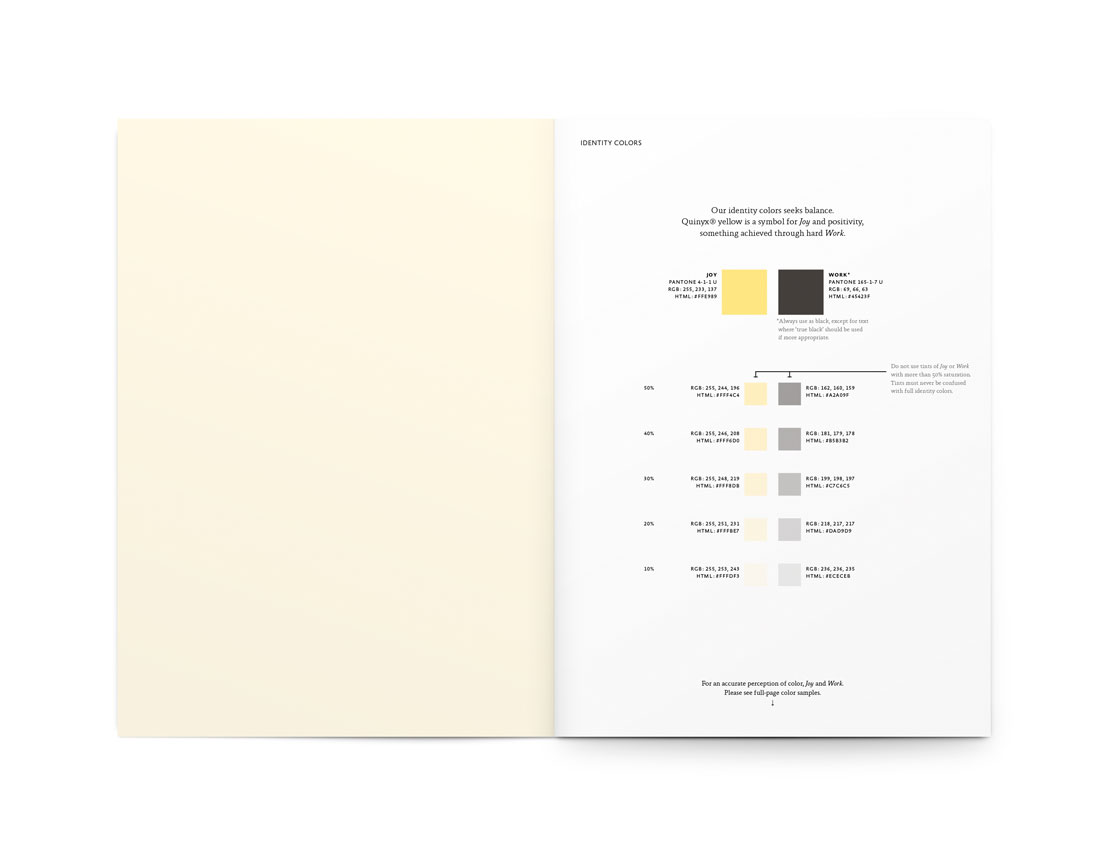 IDENTITY COLORS
Our identity colors seeks balance.
Quinyx® yellow is a symbol for Joy and positivity,
something achieved through hard Work.
JOY
PANTONE 4-1-1 U
RGB: 255, 233, 137
HTML: #FFE989
WORK*
PANTONE 165-1-7 U
RGB: 69, 66, 63
HTML: #45423F
*Always use as black, except for text
where 'true black' should be used
if more appropriate
Do not use tints of Joy or Work
with more than 50% saturation.
Tints must never be confused
with full identity colors.
50%
RGB: 255, 244, 196
HTML: #FFF4C4
RGB: 162, 160, 159
HTML: #A2A09F
40%
RGB: 255, 246, 208
HTML: #FFF6D0
RGB: 181, 179, 178
HTML: #B5B3B2
30%
RGB: 255, 248, 219
HTML: #FFF8DB
RGB: 199, 198, 197
HTML: #C7C6C5
20%
RGB: 255, 251, 231
HTML: #FFFBE7
RGB: 218, 217, 217
HTML: #DAD9D9
10%
RGB: 255, 253, 243
HTML: #FFFDF3
RGB: 236, 236, 235
HTML: #ECECEB
For an accurate perception of color, Joy and Work.
Please see full-page color samples.
↓